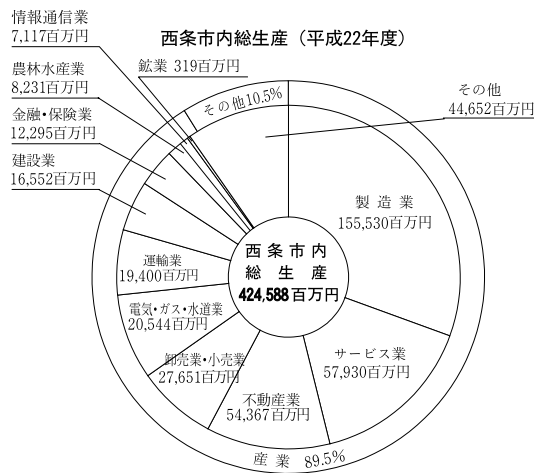 西条市内総生産（平成22年度）
情報通信業
7,117百万円
鉱業 319百万円
農林水産業
8,231百万円
金融・保険業
12,295百万円
建設業
16,552百万円
その他10.5%
その他
44,652百万円
製造業
155,530百万円
西条市内
総生産
424,588百万円
運輸業
19,400百万円
電気・ガス・水道業
20,544百万円
卸売業・小売業
27,651百万円
不動産業
54,367百万円
サービス業
57,930百万円
産業 89.5%